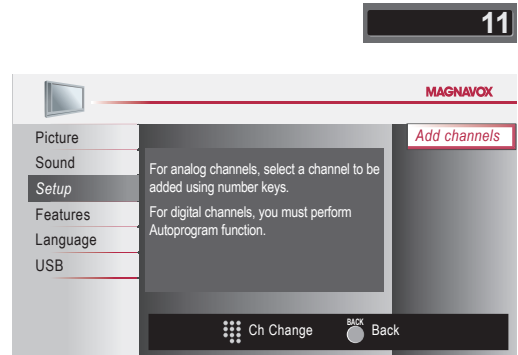 11
MAGNAVOX
Picture
Sound
Setup
Features
Language
USB
Add channels
For analog channels, select a channel to be
added using number keys.
For digital channels, you must perform
Autoprogram function.
Ch Change
BACK Back